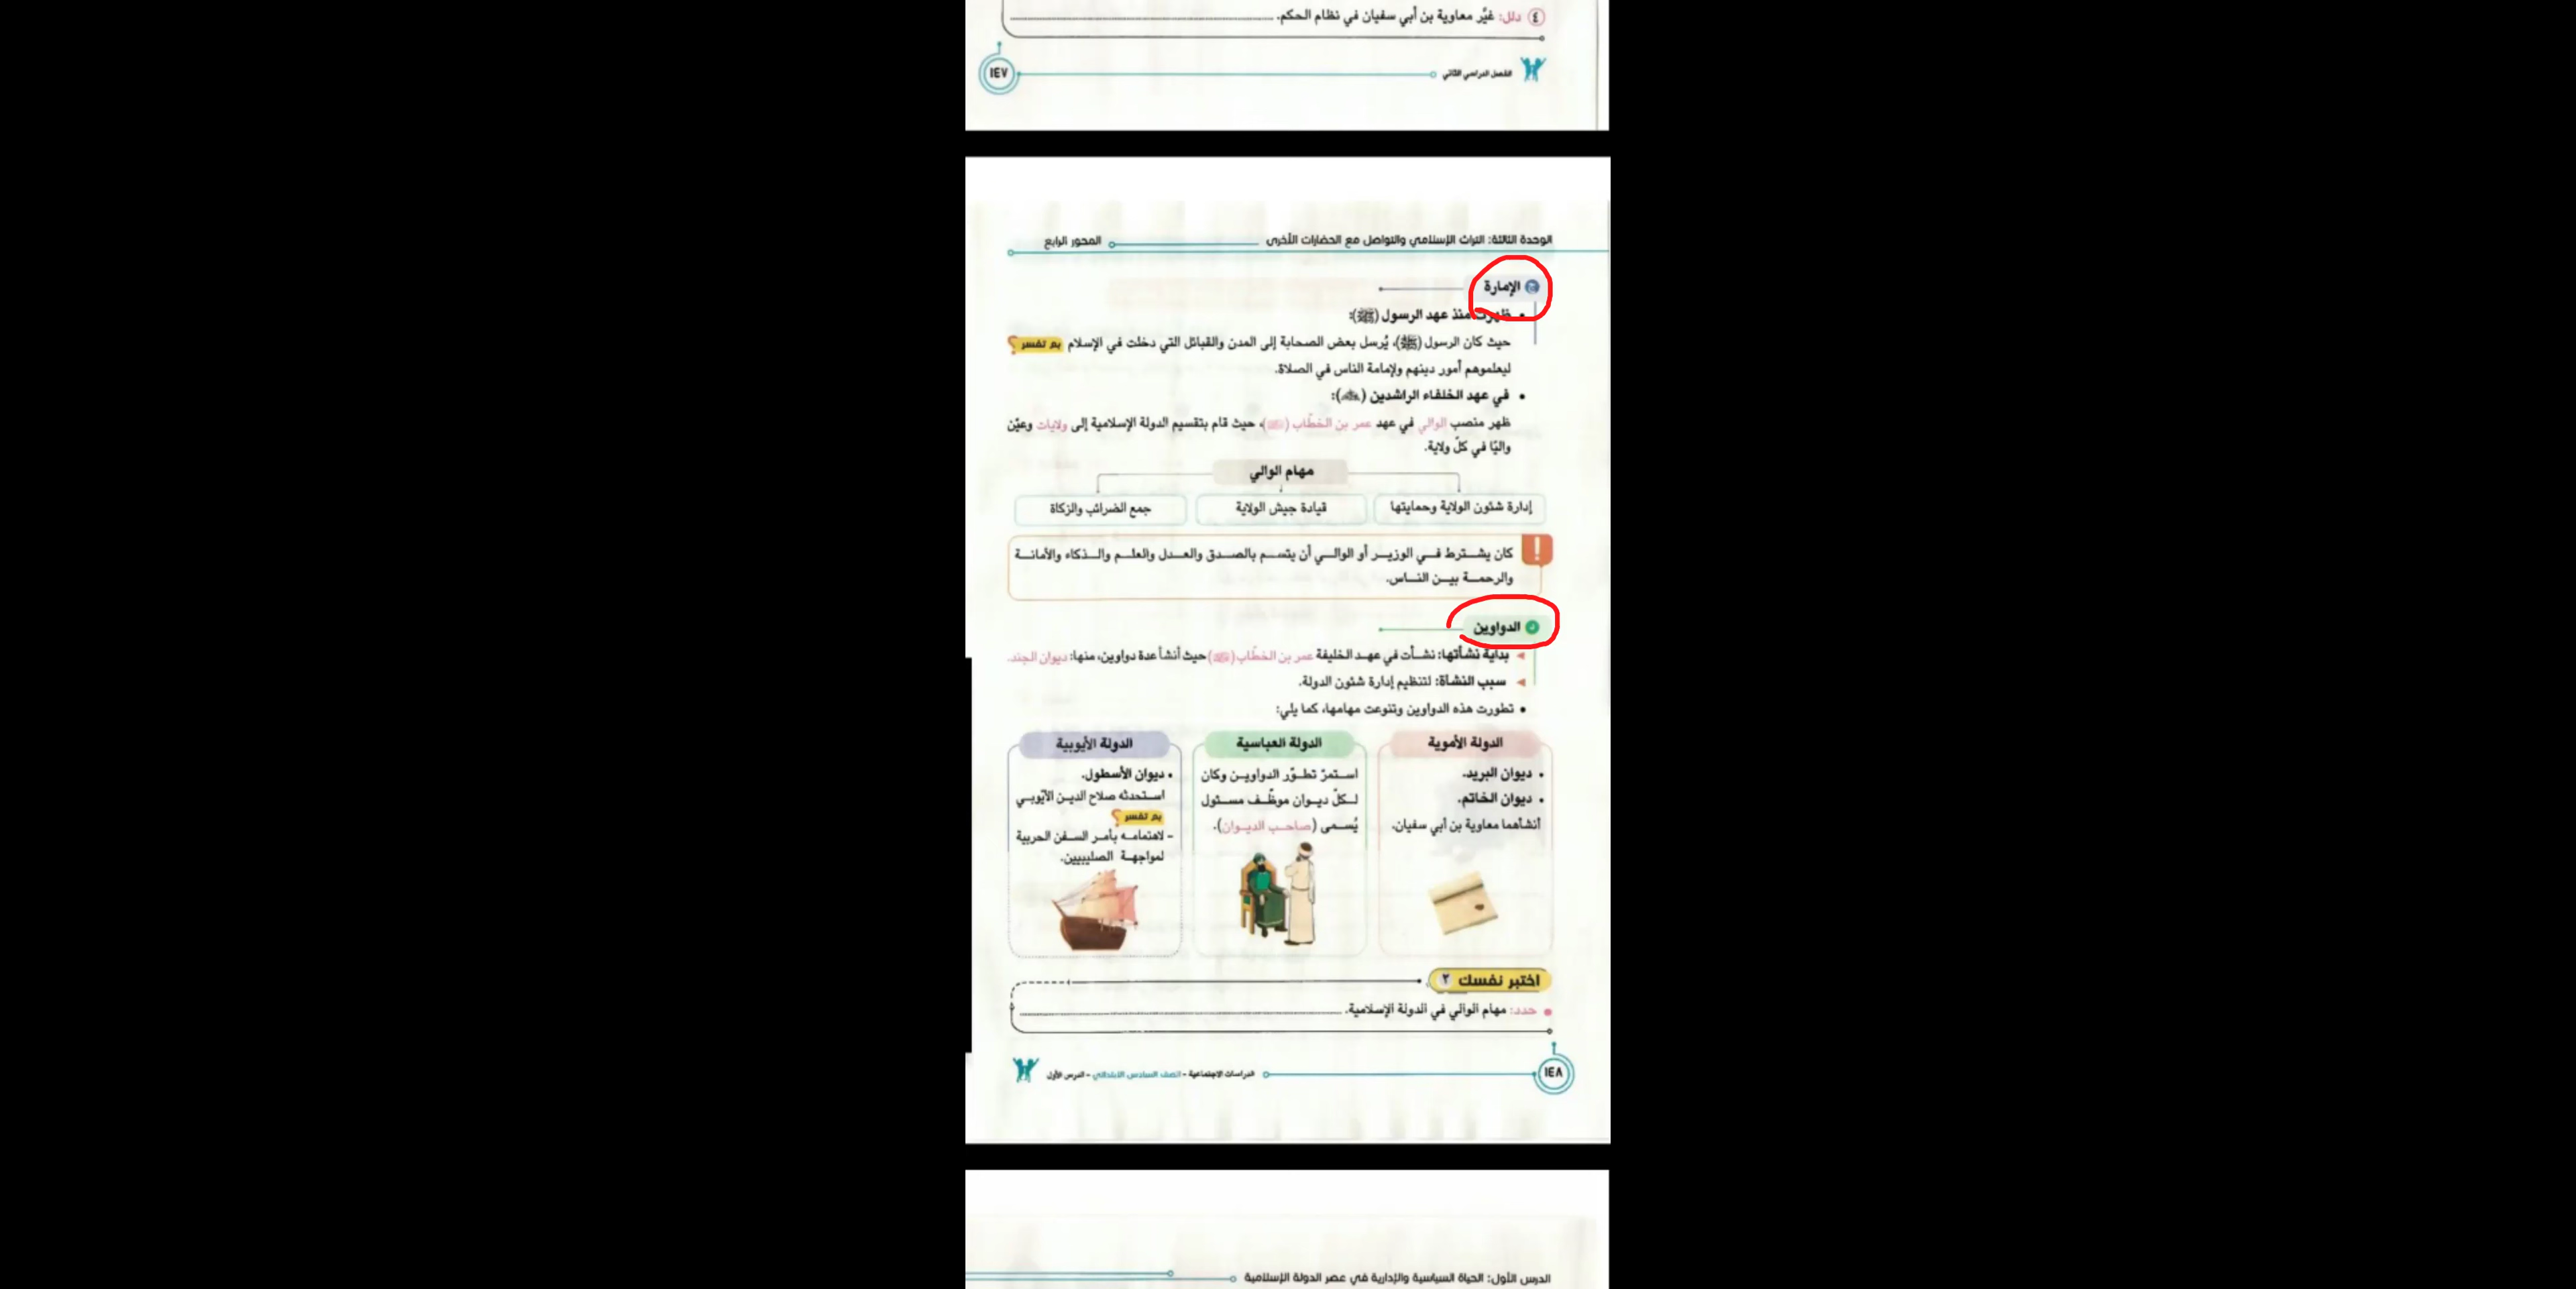 ٤ دلل: غيَّر معاوية بن أبي سفيان في نظام الحكم.
الفصل الدراسي الثاني
١٤٧
الوحدة الثالثة: التراث الإسلامي والتواصل مع الحضارات الأخرى
المحور الرابع
الإمارة
• ظهرت منذ عهد الرسول (ﷺ):
حيث كان الرسول (ﷺ)، يُرسل بعض الصحابة إلى المدن والقبائل التي دخلت في الإسلام بم تفسر؟
ليعلموهم أمور دينهم ولإمامة الناس في الصلاة.
• في عهد الخلفاء الراشدين ():
ظهر منصب الوالي في عهد عمر بن الخطَّاب ()، حيث قام بتقسيم الدولة الإسلامية إلى ولايات وعيّن
واليًا في كلّ ولاية.
مهام الوالي
إدارة شئون الولاية وحمايتها
قيادة جيش الولاية
جمع الضرائب والزكاة
! كان يشترط في الوزير أو الوالي أن يتسم بالصدق والعدل والعلم والذكاء والأمانة
والرحمة بين الناس.
الدواوين
بداية نشأتها: نشأت في عهد الخليفة عمر بن الخطَّاب () حيث أنشأ عدة دواوين، منها: ديوان الجند.
سبب النشأة: لتنظيم إدارة شئون الدولة.
• تطورت هذه الدواوين وتنوعت مهامها، كما يلي:
الدولة الأموية
• ديوان البريد.
• ديوان الخاتم.
أنشأهما معاوية بن أبي سفيان.
الدولة العباسية
استمرّ تطوّر الدواوين وكان
لكلّ ديوان موظّف مسئول
يُسمى (صاحب الديوان).
الدولة الأيوبية
• ديوان الأسطول.
استحدثه صلاح الدين الأيّوبي
بم تفسر؟
- لاهتمامه بأمر السفن الحربية
لمواجهة الصليبيين.
اختبر نفسك ٢
• حدد: مهام الوالي في الدولة الإسلامية.
١٤٨
الدراسات الاجتماعية - الصف السادس الابتدائي - الدرس الأول
الدرس الأول: الحياة السياسية والإدارية في عصر الدولة الإسلامية